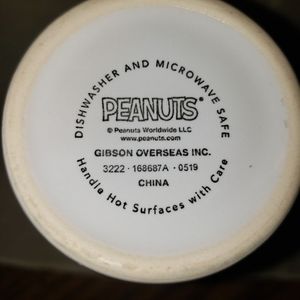 DISHWASHER AND MICROWAVE SAFE
PEANUTS®
© Peanuts Worldwide LLC
www.peanuts.com
GIBSON OVERSEAS INC.
3222 · 168687A · 0519
CHINA
Handle Hot Surfaces with Care